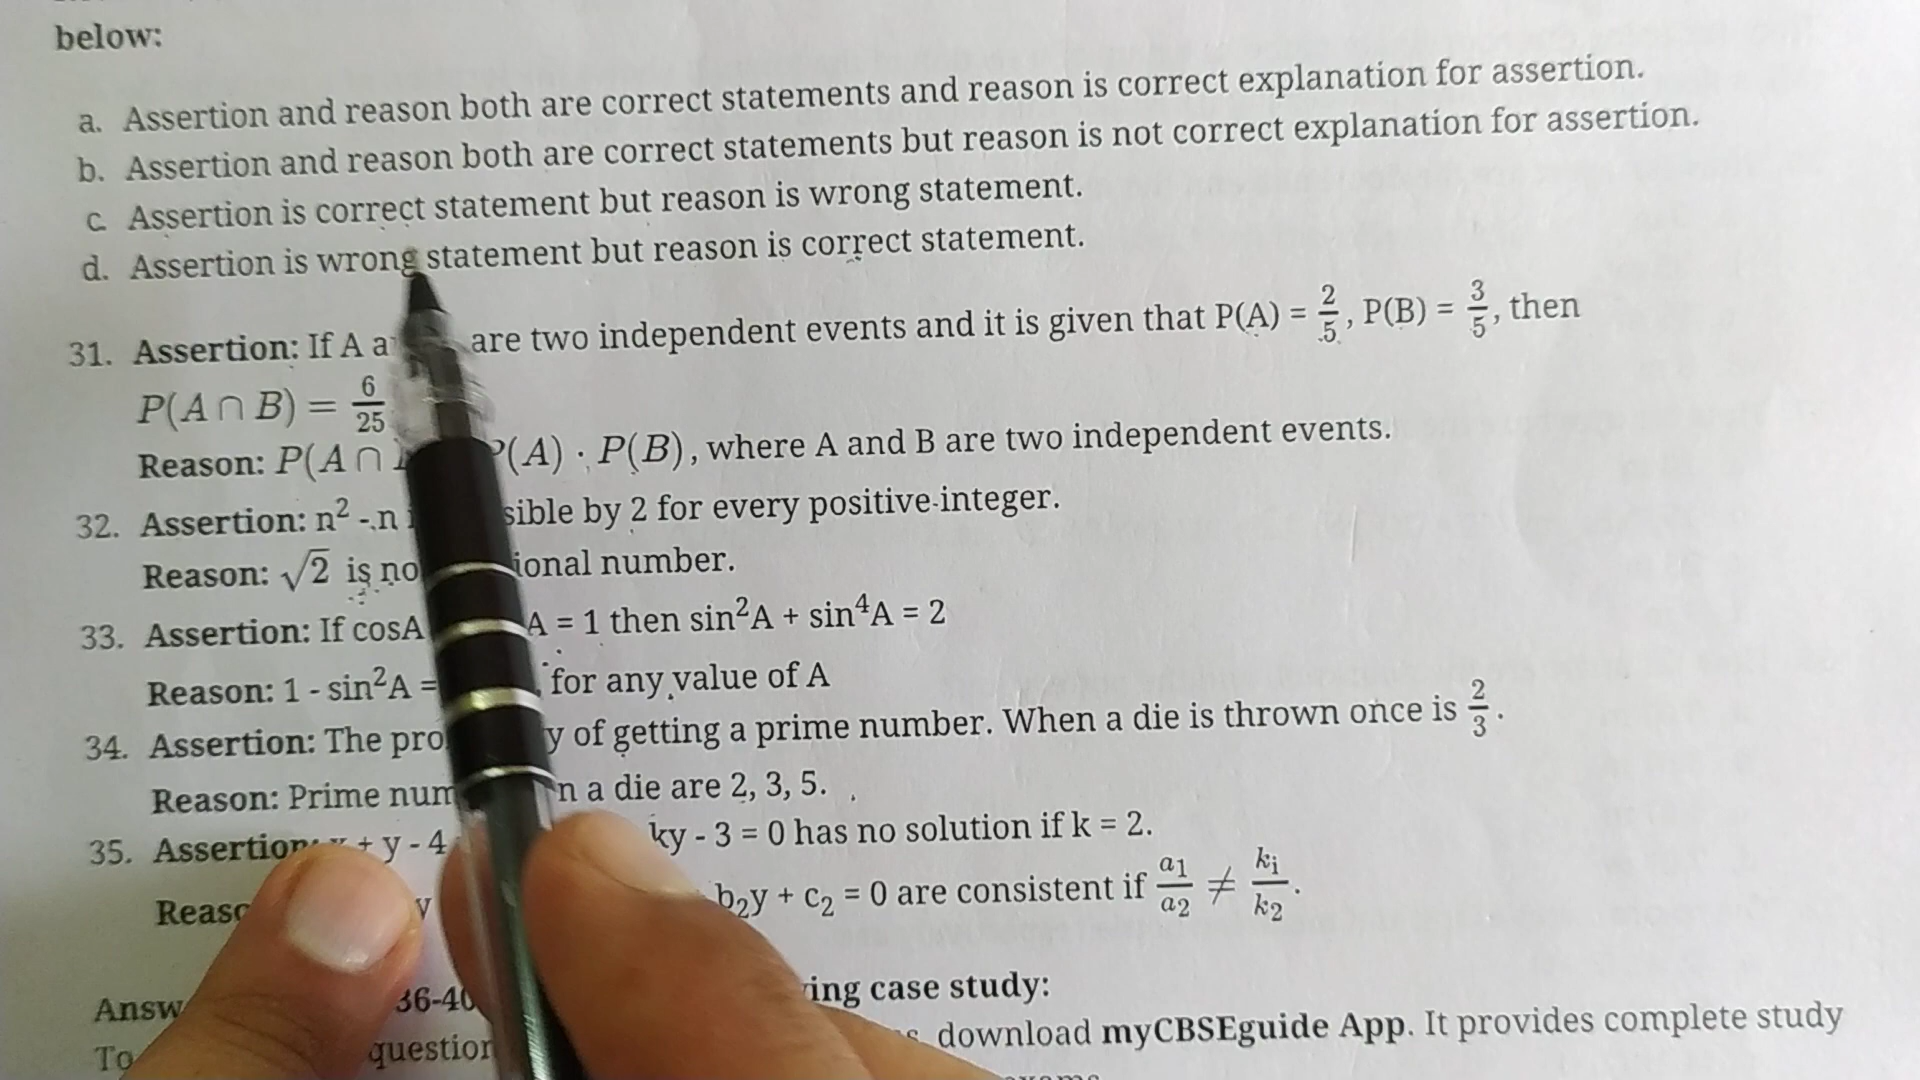 below:
a. Assertion and reason both are correct statements and reason is correct explanation for assertion.
b. Assertion and reason both are correct statements but reason is not correct explanation for assertion.
c. Assertion is correct statement but reason is wrong statement.
d. Assertion is wrong statement but reason is correct statement.
31. Assertion: If A are two independent events and it is given that P(A) = 2/5, P(B) = 3/5, then
P(A ∩ B) = 6/25
Reason: P(A ∩ P(A) · P(B), where A and B are two independent events.
32. Assertion: n² - n by 2 for every positive integer.
Reason: √2 is number.
33. Assertion: If cosA A = 1 then sin²A + sin⁴A = 2
Reason: 1 - sin²A = for any value of A
34. Assertion: The of getting a prime number. When a die is thrown once is 2/3.
Reason: Prime a die are 2, 3, 5.
35. Assertion: x + y - 4 ky - 3 = 0 has no solution if k = 2.
b₂y + c₂ = 0 are consistent if a₁/a₂ ≠ k₁/k₂.
36-40 case study:
To question download myCBSEguide App. It provides complete study